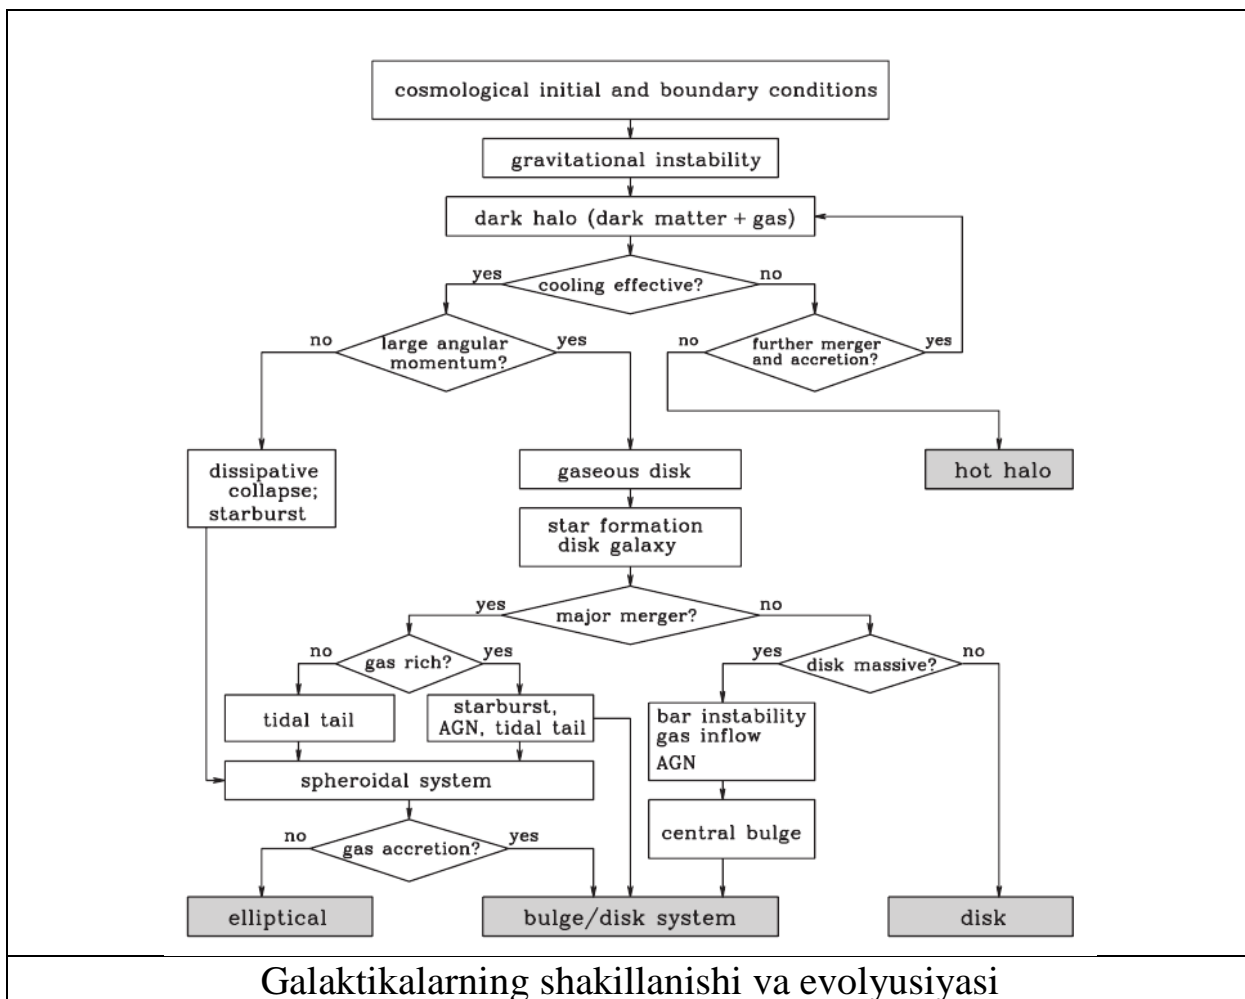 cosmological initial and boundary conditions
gravitational instability
dark halo (dark matter + gas)
yes
no
cooling effective?
no
large angular
momentum?
yes
no
further merger
and accretion?
yes
dissipative
collapse;
starburst
gaseous disk
hot halo
star formation
disk galaxy
yes
major merger?
no
no
gas rich?
yes
yes
disk massive?
no
tidal tail
starburst,
AGN, tidal tail
bar instability
gas inflow
AGN
spheroidal system
central bulge
no
gas accretion?
yes
elliptical
bulge/disk system
disk
Galaktikalarning shakillanishi va evolyusiyasi